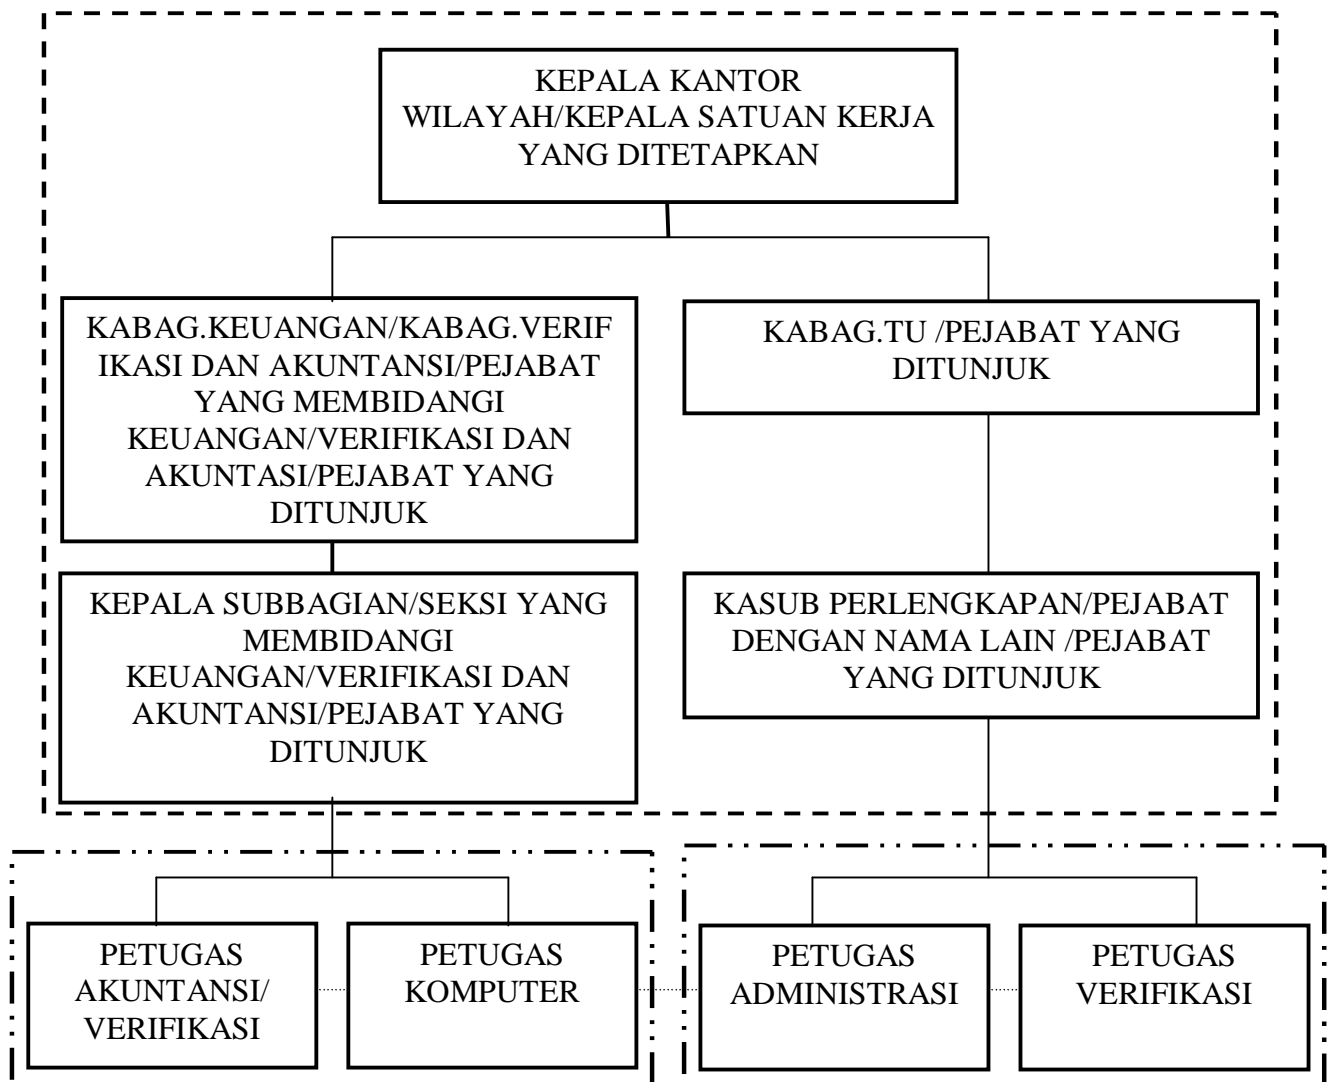 KEPALA KANTOR
WILAYAH/KEPALA SATUAN KERJA
YANG DITETAPKAN
KABAG.KEUANGAN/KABAG.VERIF
IKASI DAN AKUNTANSI/PEJABAT
YANG MEMBIDANGI
KEUANGAN/VERIFIKASI DAN
AKUNTASI/PEJABAT YANG
DITUNJUK
KABAG.TU /PEJABAT YANG
DITUNJUK
KEPALA SUBBAGIAN/SEKSI YANG
MEMBIDANGI
KEUANGAN/VERIFIKASI DAN
AKUNTANSI/PEJABAT YANG
DITUNJUK
KASUB PERLENGKAPAN/PEJABAT
DENGAN NAMA LAIN /PEJABAT
YANG DITUNJUK
PETUGAS
AKUNTANSI/
VERIFIKASI
PETUGAS
KOMPUTER
PETUGAS
ADMINISTRASI
PETUGAS
VERIFIKASI